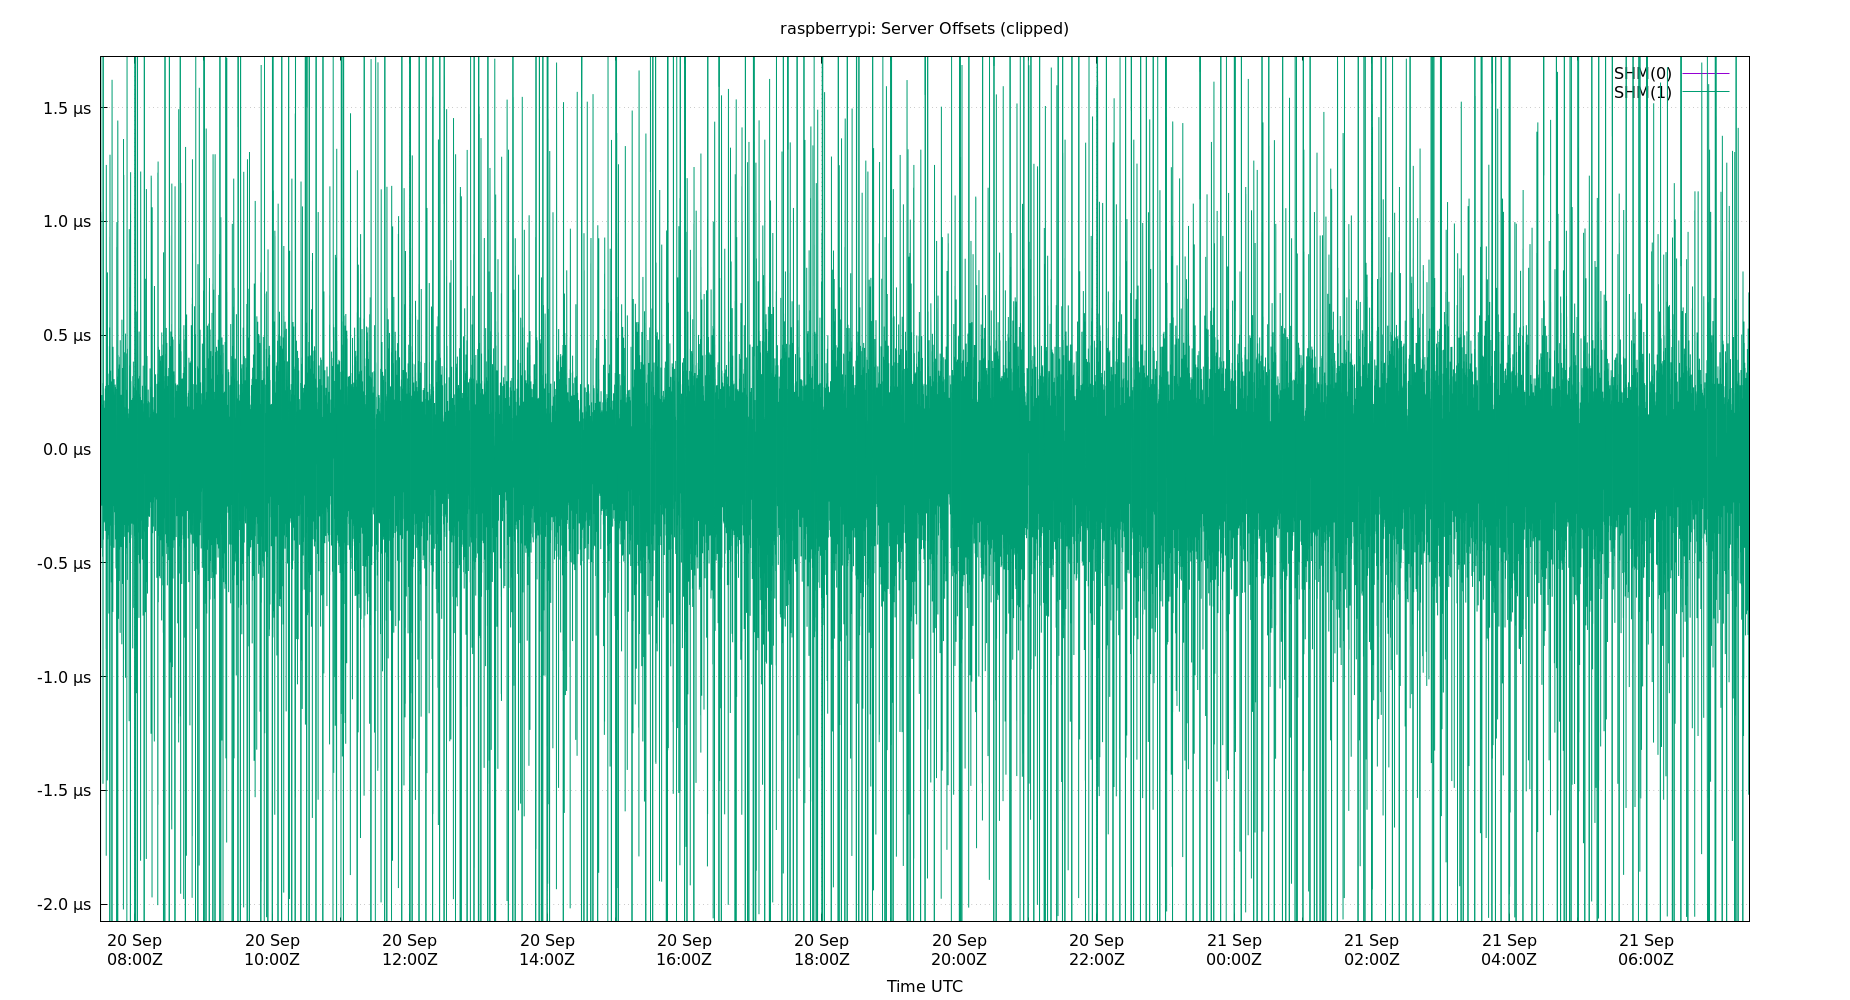 raspberrypi: Server Offsets (clipped)
SHM(0)
SHM(1)
1.5 µs
1.0 µs
0.5 µs
0.0 µs
-0.5 µs
-1.0 µs
-1.5 µs
-2.0 µs
20 Sep 20 Sep 20 Sep 20 Sep 20 Sep 20 Sep 20 Sep 20 Sep 21 Sep 21 Sep 21 Sep 21 Sep
08:00Z 10:00Z 12:00Z 14:00Z 16:00Z 18:00Z 20:00Z 22:00Z 00:00Z 02:00Z 04:00Z 06:00Z
Time UTC